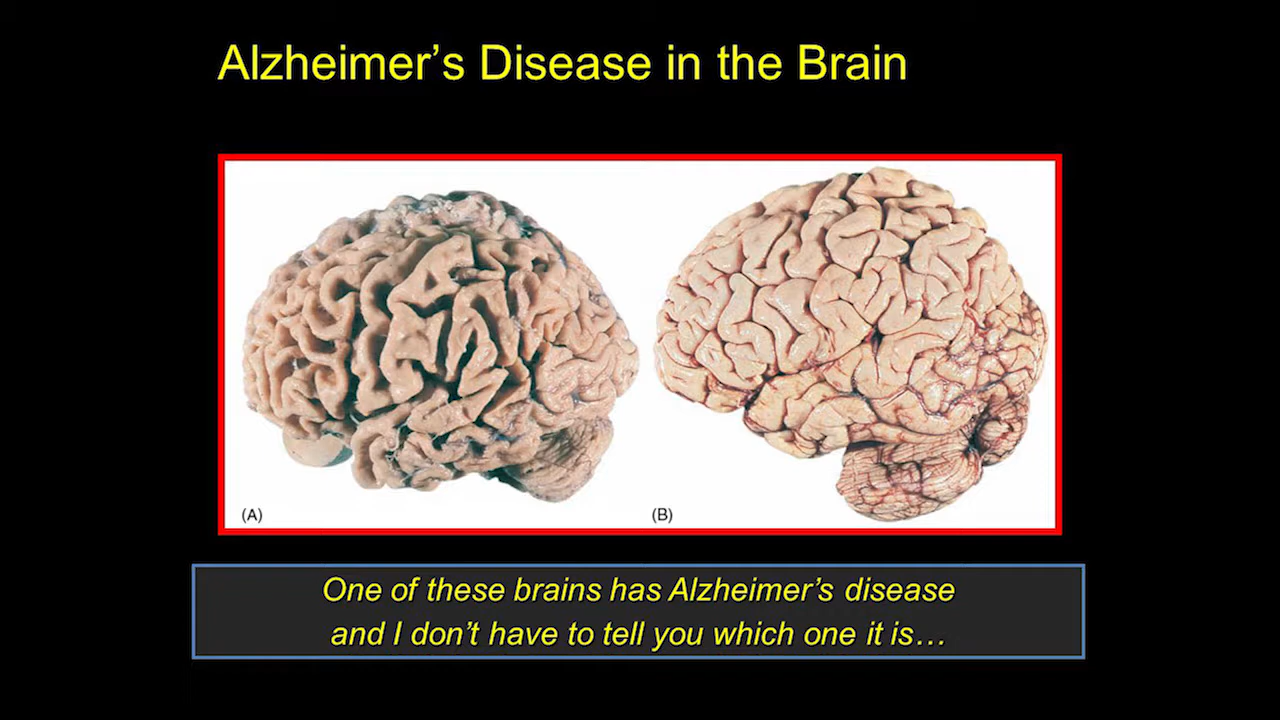 Alzheimer’s Disease in the Brain
(A) (B)
One of these brains has Alzheimer’s disease
and I don’t have to tell you which one it is…